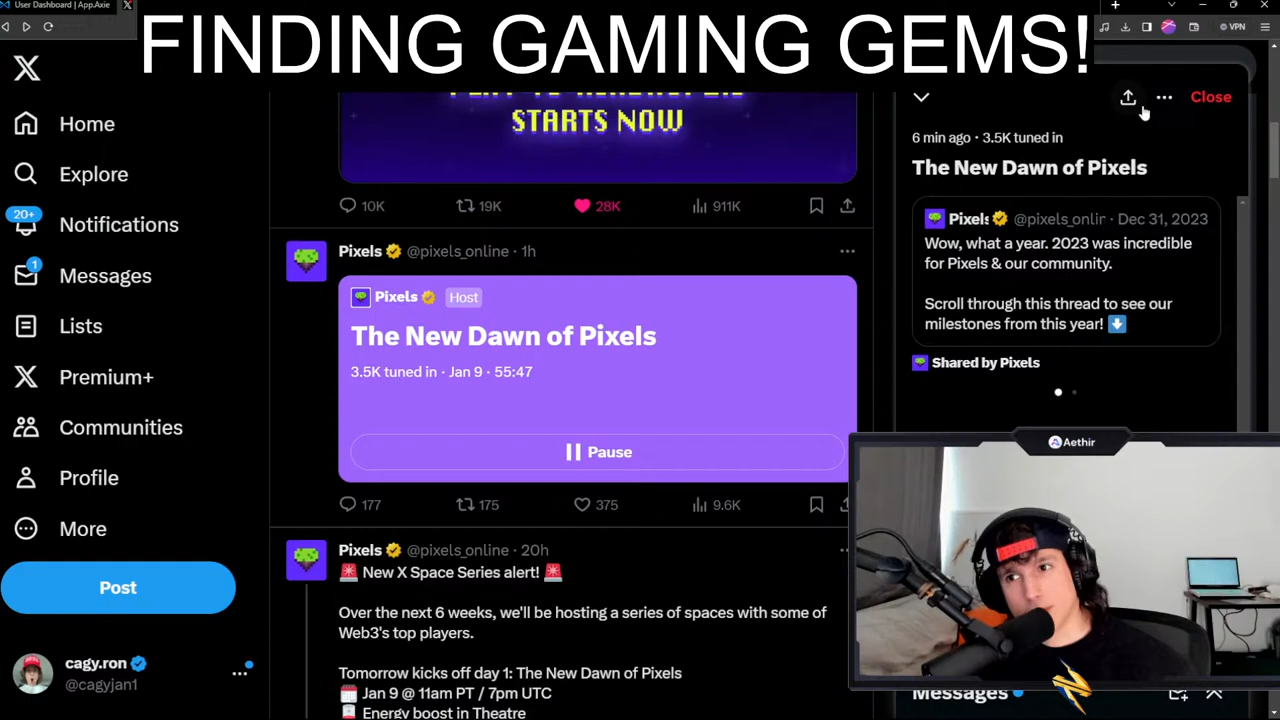 User Dashboard | App.Axie
FINDING GAMING GEMS!
VPN
Home
Explore
20+
Notifications
1
Messages
Lists
Premium+
Communities
Profile
More
Post
cagy.ron
@cagyjan1
STARTS NOW
10K 19K 28K 911K
Pixels @pixels_online · 1h
Pixels Host
The New Dawn of Pixels
3.5K tuned in · Jan 9 · 55:47
Pause
177 175 375 9.6K
Pixels @pixels_online · 20h
🚨 New X Space Series alert! 🚨
Over the next 6 weeks, we'll be hosting a series of spaces with some of
Web3's top players.
Tomorrow kicks off day 1: The New Dawn of Pixels
Jan 9 @ 11am PT / 7pm UTC
Energy boost in Theatre
Close
6 min ago · 3.5K tuned in
The New Dawn of Pixels
Pixels @pixels_onlin · Dec 31, 2023
Wow, what a year. 2023 was incredible
for Pixels & our community.
Scroll through this thread to see our
milestones from this year! ⬇️
Shared by Pixels
Aethir
Messages